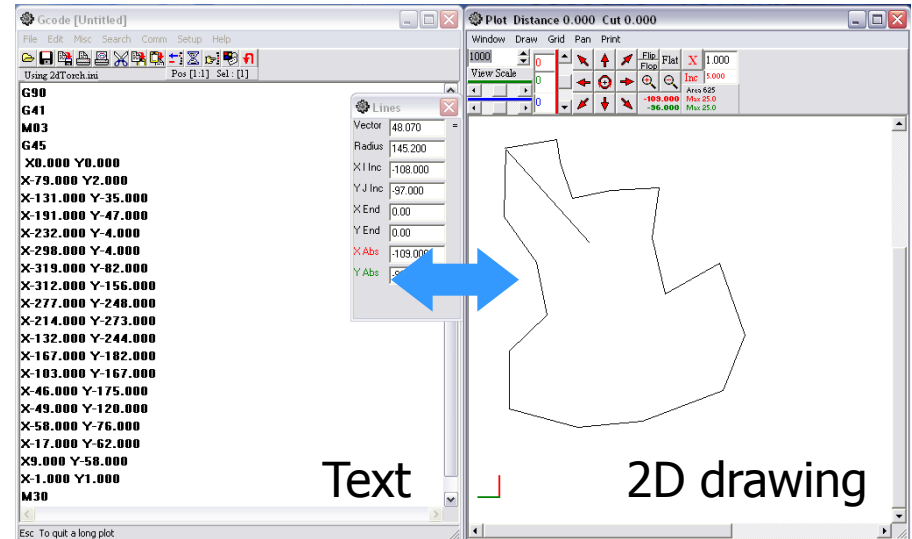 Gcode [Untitled]
File Edit Misc Search Comm Setup Help
Using 2dTorch.ini Pos [1:1] Sel : [1]
G90
G41
M03
G45
X0.000 Y0.000
X-79.000 Y2.000
X-131.000 Y-35.000
X-191.000 Y-47.000
X-232.000 Y-4.000
X-298.000 Y-4.000
X-319.000 Y-82.000
X-312.000 Y-156.000
X-277.000 Y-248.000
X-214.000 Y-273.000
X-132.000 Y-244.000
X-167.000 Y-182.000
X-103.000 Y-167.000
X-46.000 Y-175.000
X-49.000 Y-120.000
X-58.000 Y-76.000
X-17.000 Y-62.000
X9.000 Y-58.000
X-1.000 Y1.000
M30
Text
Esc To quit a long plot
Lines
Vector 48.070 =
Radius 145.200
X I Inc -108.000
Y J Inc -97.000
X End 0.00
Y End 0.00
X Abs -109.000
Y Abs
Plot Distance 0.000 Cut 0.000
Window Draw Grid Pan Print
1000 0 Flip Flat X 1.000
View Scale Flop
0 Inc 5.000
Area 625
0 -109.000 Max 25.0
-96.000 Max 25.0
2D drawing